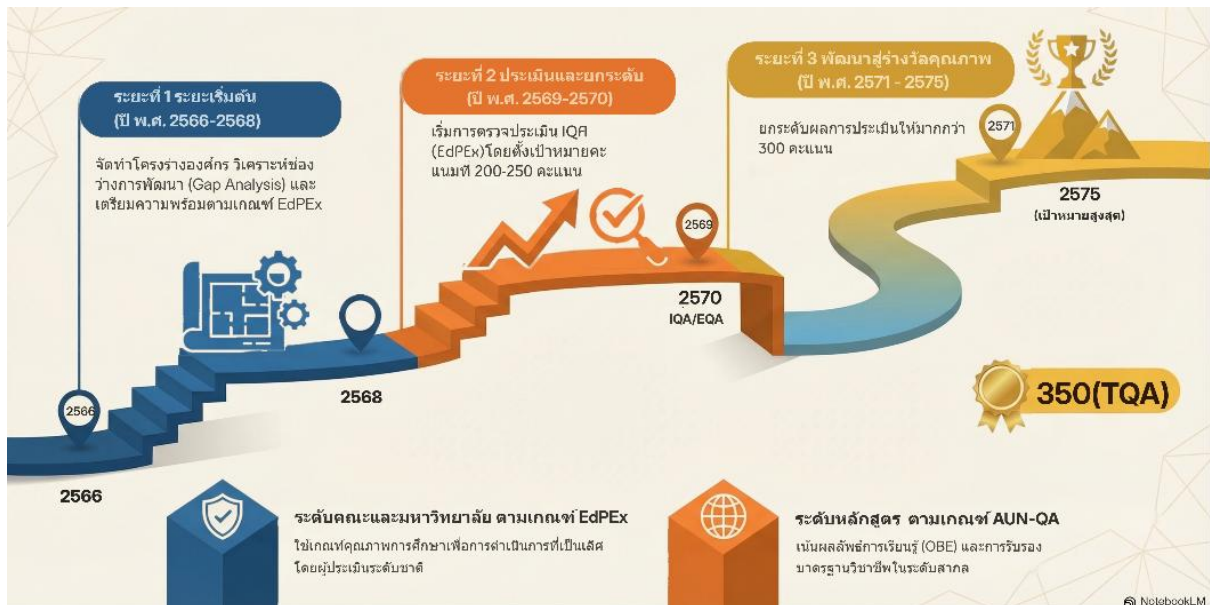 ระยะที่ 1 ระยะเริ่มต้น
(ปี พ.ศ. 2566-2568)
จัดทำโครงร่างองค์กร วิเคราะห์ช่อง
ว่างการพัฒนา (Gap Analysis) และ
เตรียมความพร้อมตามเกณฑ์ EdPEx
2566
2566
2568
ระยะที่ 2 ประเมินและยกระดับ
(ปี พ.ศ. 2569-2570)
เริ่มการตรวจประเมิน IQA
(EdPEx)โดยตั้งเป้าหมายคะ
แนนที่ 200-250 คะแนน
2569
2570
IQA/EQA
ระยะที่ 3 พัฒนาสู่ร่างวัลคุณภาพ
(ปี พ.ศ. 2571 - 2575)
ยกระดับผลการประเมินให้มากกว่า
300 คะแนน
2571
2575
(เป้าหมายสูงสุด)
350(TQA)
ระดับคณะและมหาวิทยาลัย ตามเกณฑ์ EdPEx
ใช้เกณฑ์คุณภาพการศึกษาเพื่อการดำเนินการที่เป็นเลิศ
โดยผู้ประเมินระดับชาติ
ระดับหลักสูตร ตามเกณฑ์ AUN-QA
เน้นผลลัพธ์การเรียนรู้ (OBE) และการรับรอง
มาตรฐานวิชาชีพในระดับสากล
NotebookLM